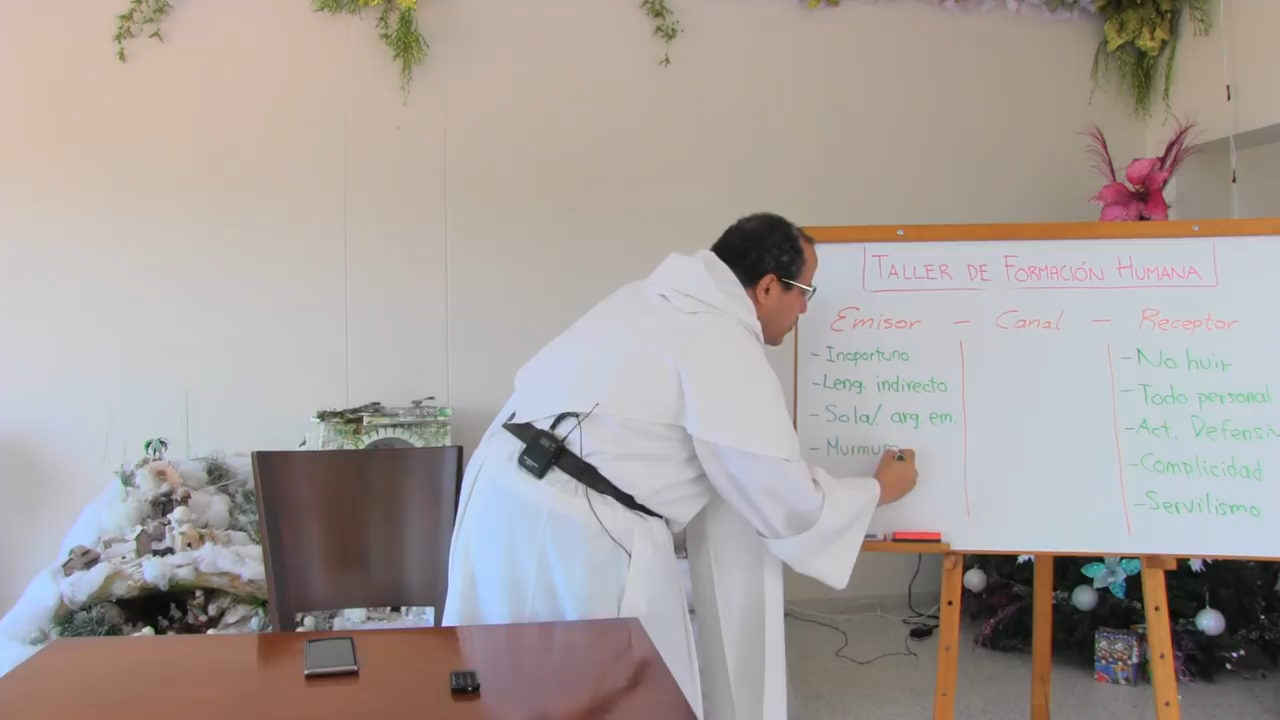 TALLER DE FORMACIÓN HUMANA
Emisor - Canal - Receptor
- Inoportuno
- Leng. indirecto
- Sola/. arg. em.
- Murmu
- No huir
- Todo personal
- Act. Defensiv
- Complicidad
- Servilismo